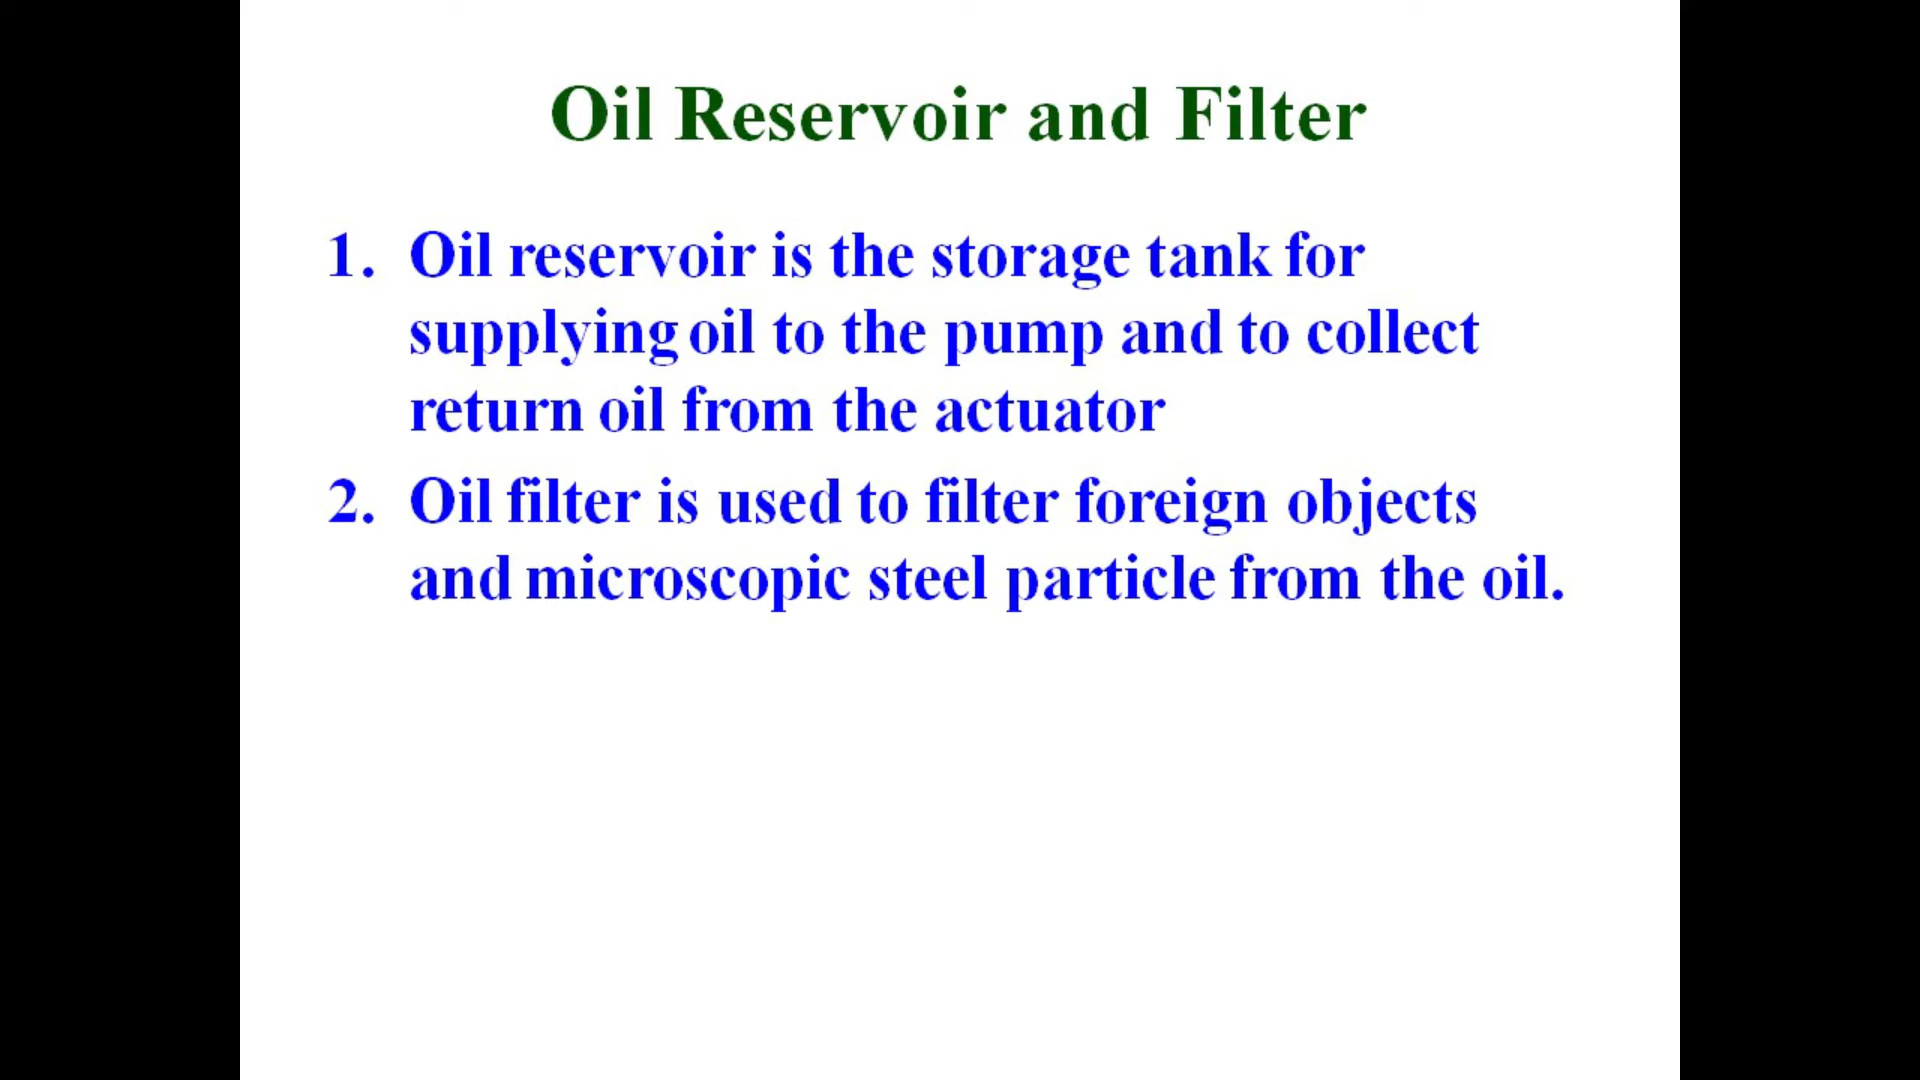 Oil Reservoir and Filter
1. Oil reservoir is the storage tank for
supplying oil to the pump and to collect
return oil from the actuator
2. Oil filter is used to filter foreign objects
and microscopic steel particle from the oil.